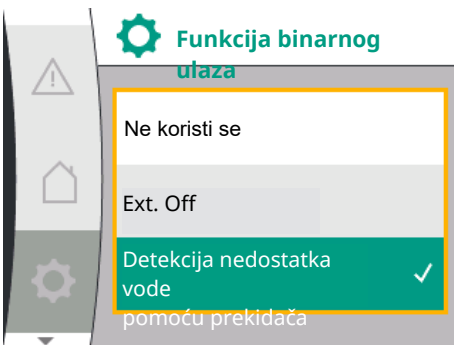 Funkcija binarnog
ulaza
Ne koristi se
Ext. Off
Detekcija nedostatka
vode
pomoću prekidača